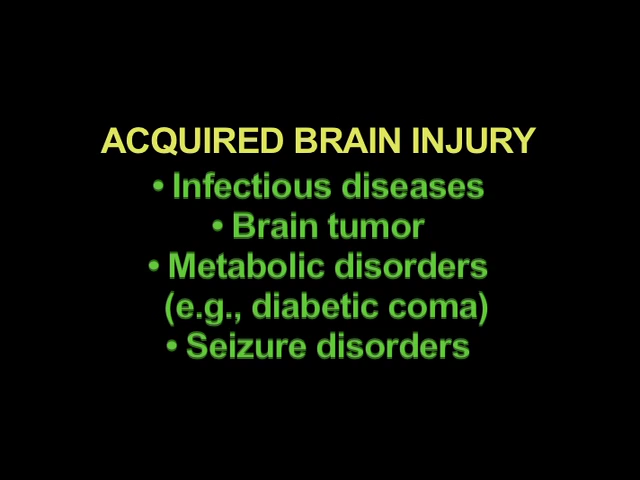 ACQUIRED BRAIN INJURY
• Infectious diseases
• Brain tumor
• Metabolic disorders
(e.g., diabetic coma)
• Seizure disorders